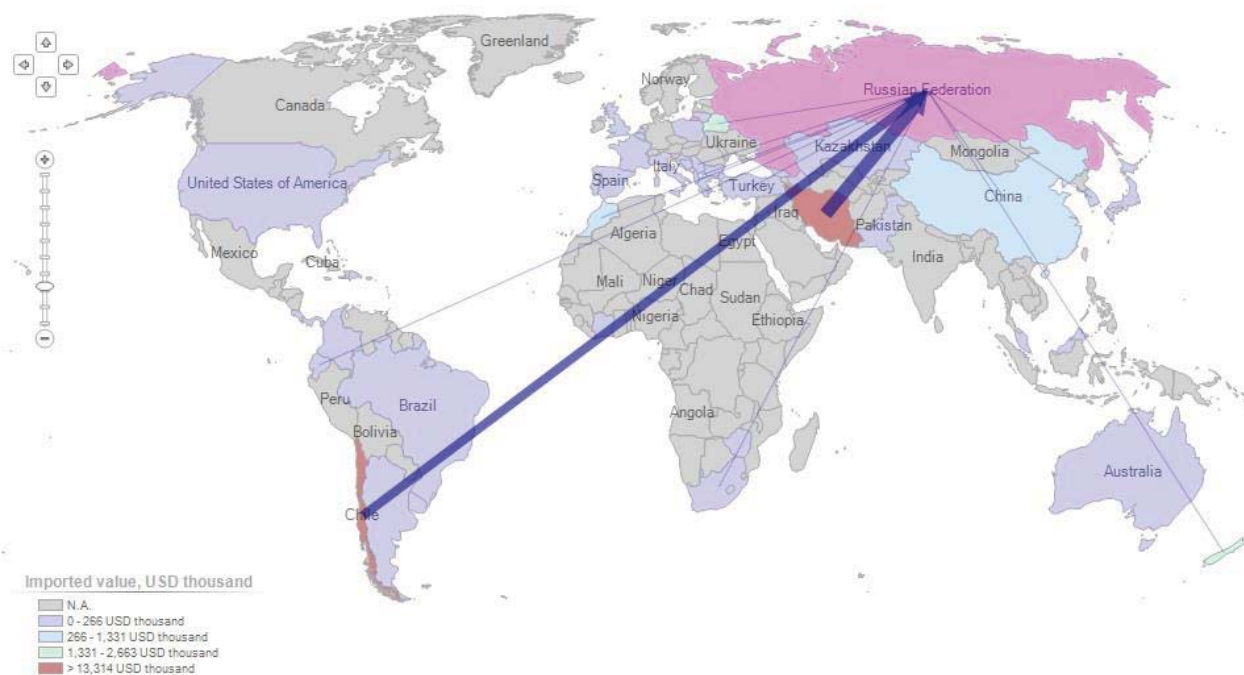 Greenland
Norway
Russian Federation
Canada
Ukraine
Kazakhstan
Mongolia
Italy
Spain
Turkey
United States of America
China
Iraq
Pakistan
Algeria
Egypt
Mexico
Cuba
India
Mali
Niger
Chad
Sudan
Nigeria
Ethiopia
Peru
Brazil
Angola
Bolivia
Australia
Chile
Imported value, USD thousand
N.A.
0 - 266 USD thousand
266 - 1,331 USD thousand
1,331 - 2,663 USD thousand
> 13,314 USD thousand